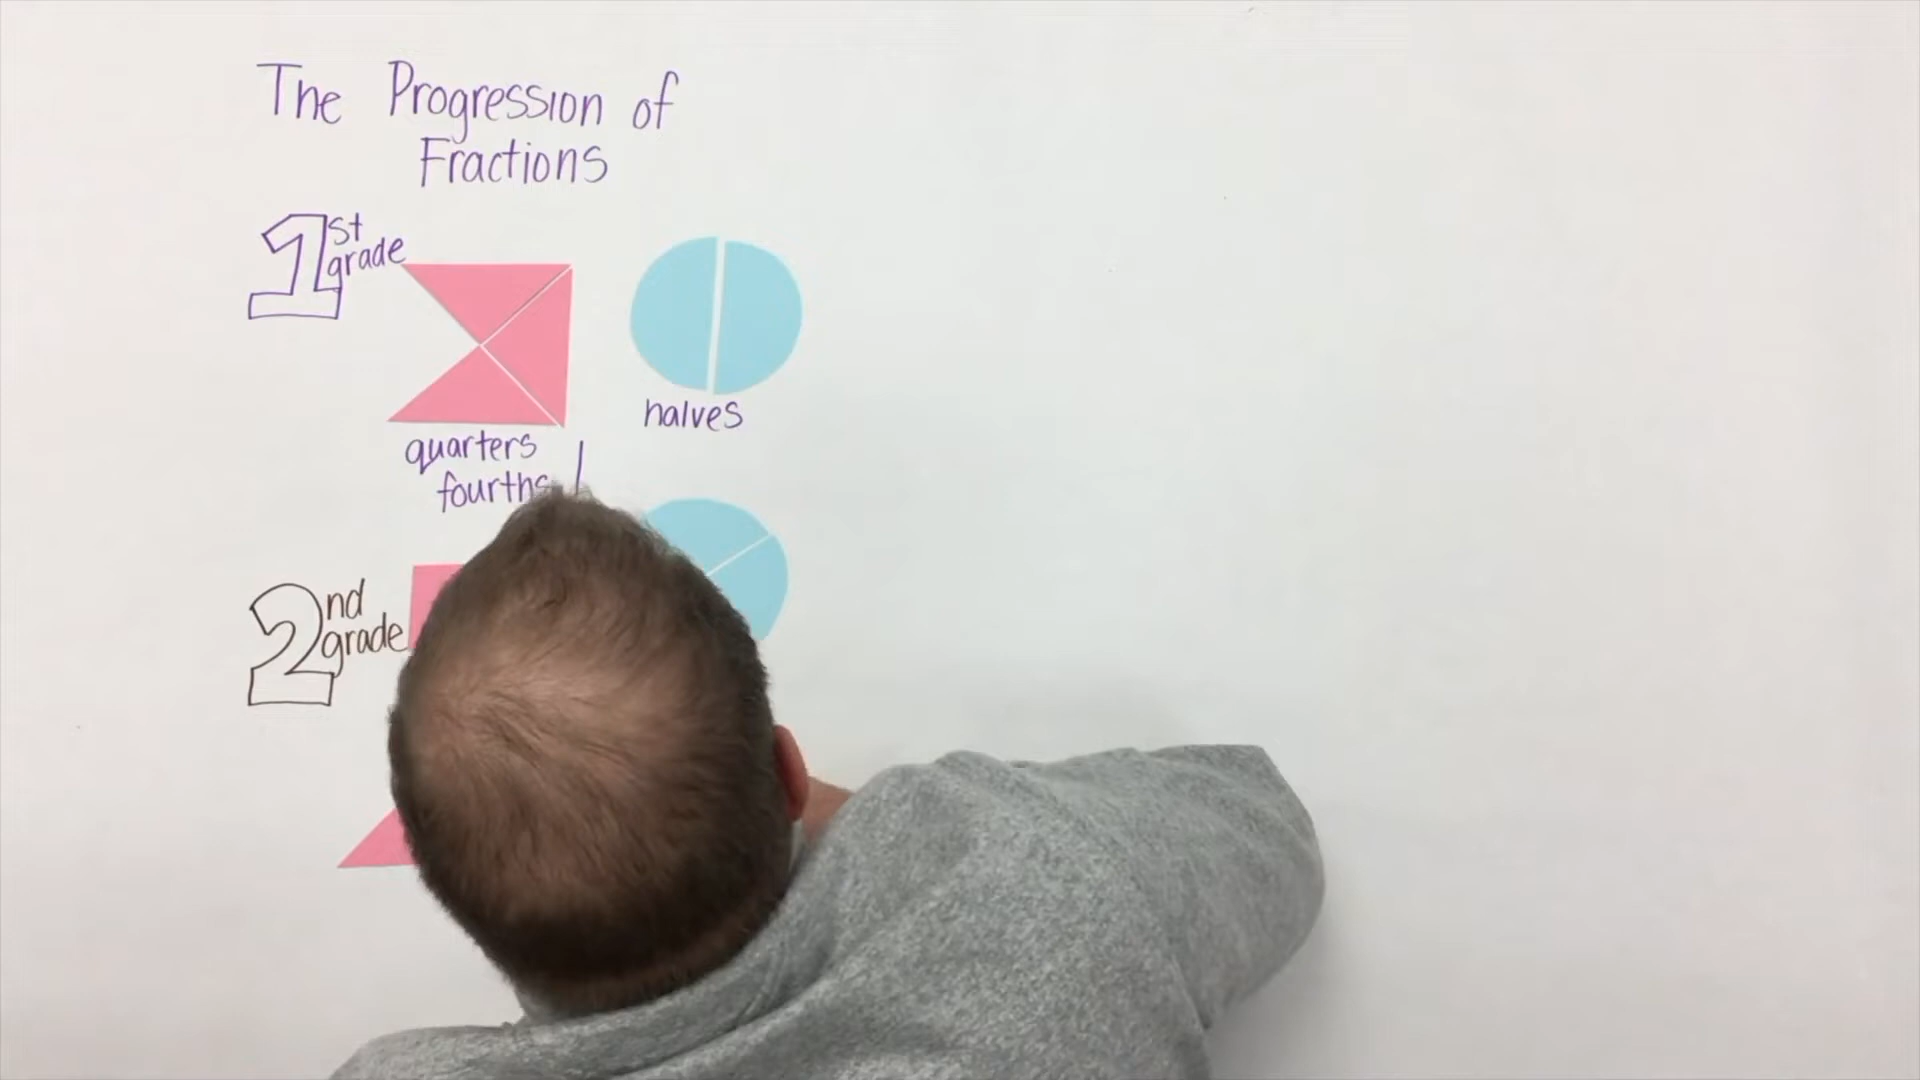 The Progression of
Fractions
1st
grade
halves
quarters
fourths
2nd
grade